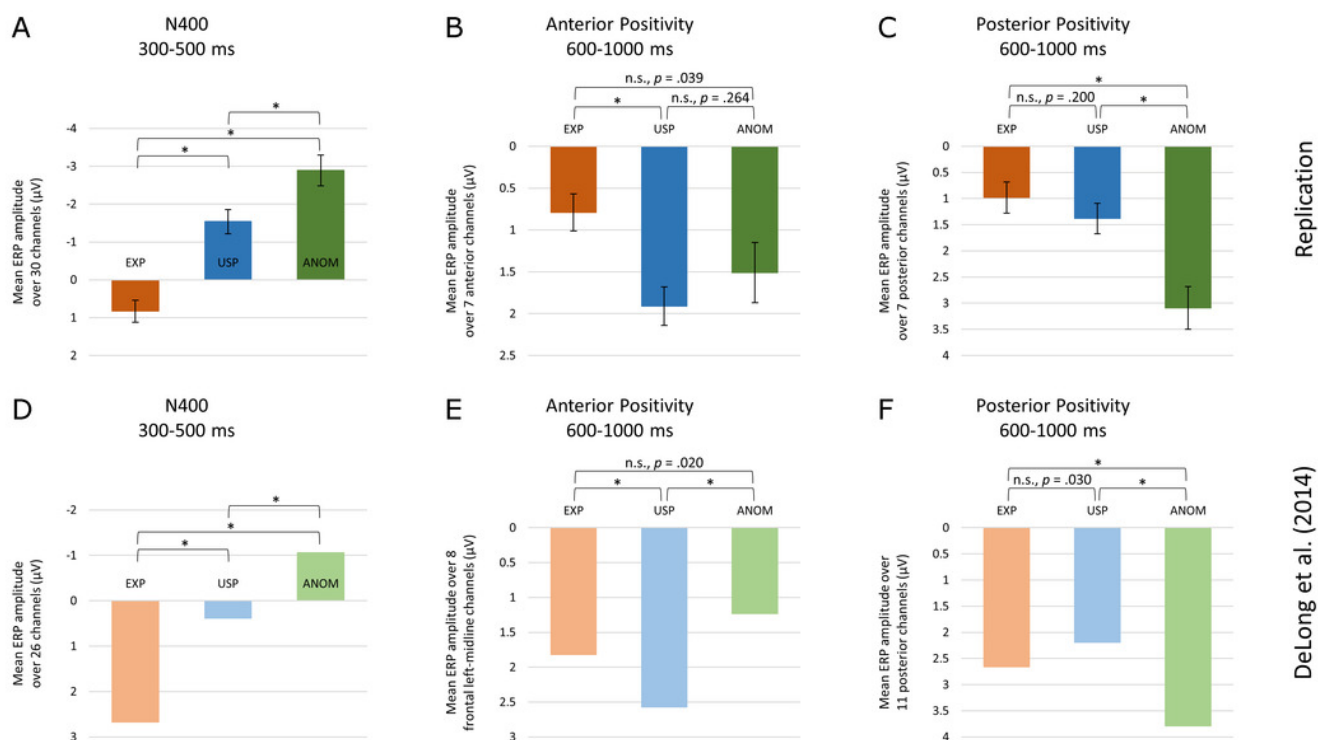 A
N400
300-500 ms
*
*
*
-4
-3
-2
-1
0
1
2
EXP
USP
ANOM
Mean ERP amplitude
over 30 channels (µV)
B
Anterior Positivity
600-1000 ms
n.s., p = .039
*
n.s., p = .264
EXP
USP
ANOM
0
0.5
1
1.5
2
2.5
Mean ERP amplitude
over 7 anterior channels (µV)
C
Posterior Positivity
600-1000 ms
*
n.s., p = .200
*
EXP
USP
ANOM
0
0.5
1
1.5
2
2.5
3
3.5
4
Mean ERP amplitude
over 7 posterior channels (µV)
Replication
D
N400
300-500 ms
*
*
*
-2
-1
0
1
2
3
EXP
USP
ANOM
Mean ERP amplitude
over 26 channels (µV)
E
Anterior Positivity
600-1000 ms
n.s., p = .020
*
*
EXP
USP
ANOM
0
0.5
1
1.5
2
2.5
3
Mean ERP amplitude over 8
frontal left-midline channels (µV)
F
Posterior Positivity
600-1000 ms
*
n.s., p = .030
*
EXP
USP
ANOM
0
0.5
1
1.5
2
2.5
3
3.5
4
Mean ERP amplitude over
11 posterior channels (µV)
DeLong et al. (2014)